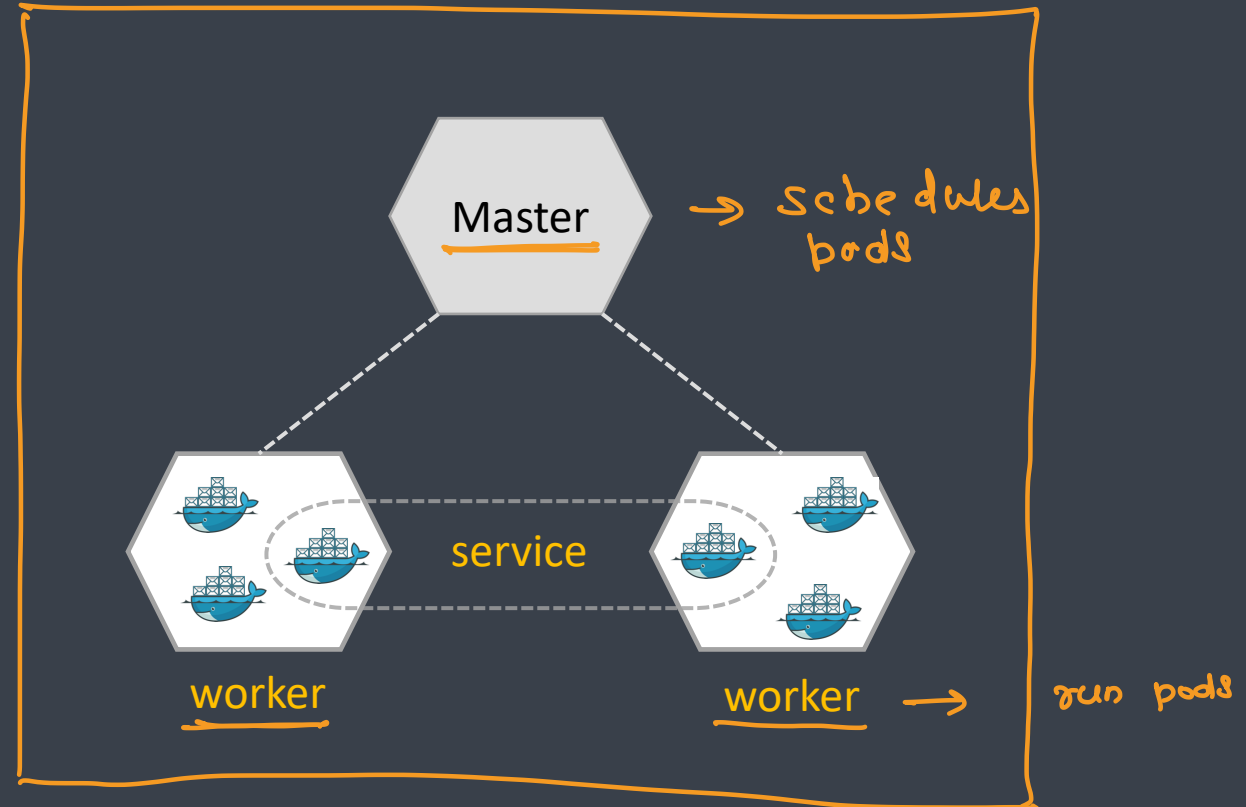 Master
→ schedules
pods
service
worker
worker → run pods